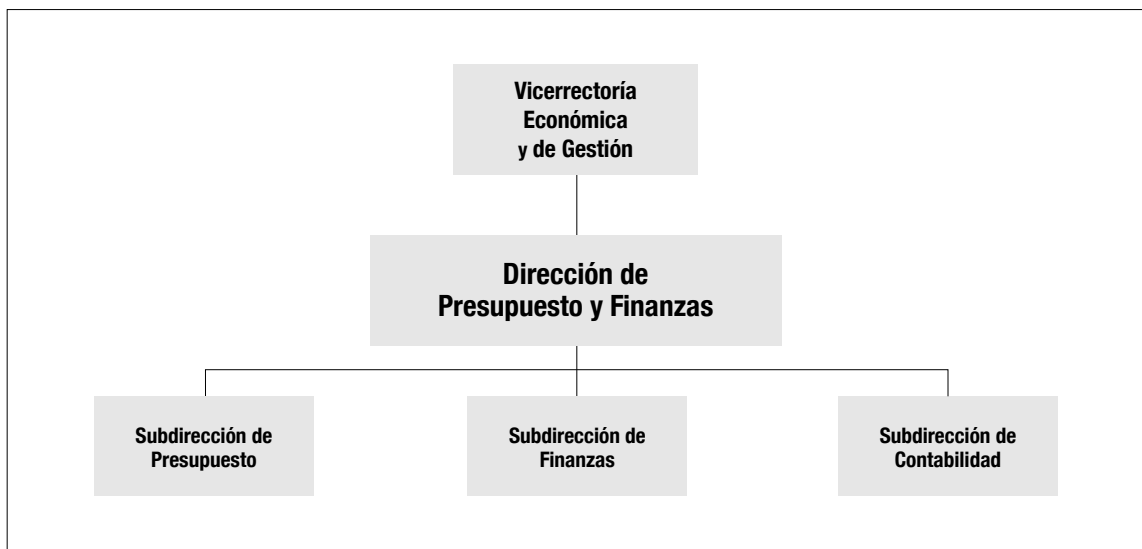 Vicerrectoría
Económica
y de Gestión
Dirección de
Presupuesto y Finanzas
Subdirección de
Presupuesto
Subdirección de
Finanzas
Subdirección de
Contabilidad